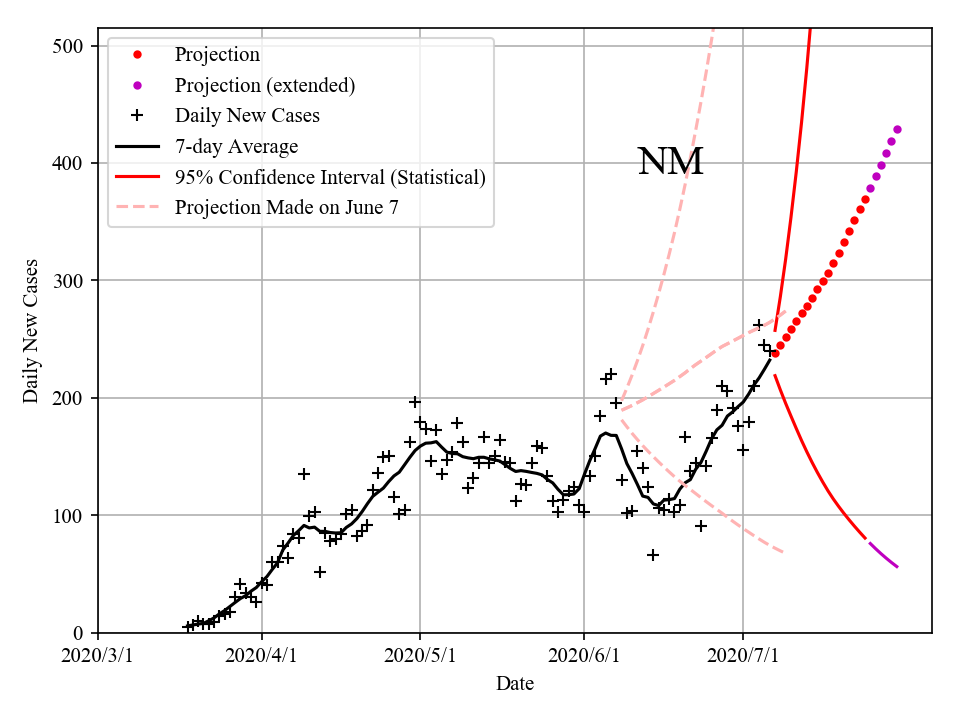 500
400
300
200
100
0
Daily New Cases
Projection
Projection (extended)
Daily New Cases
7-day Average
95% Confidence Interval (Statistical)
Projection Made on June 7
NM
2020/3/1 2020/4/1 2020/5/1 2020/6/1 2020/7/1
Date